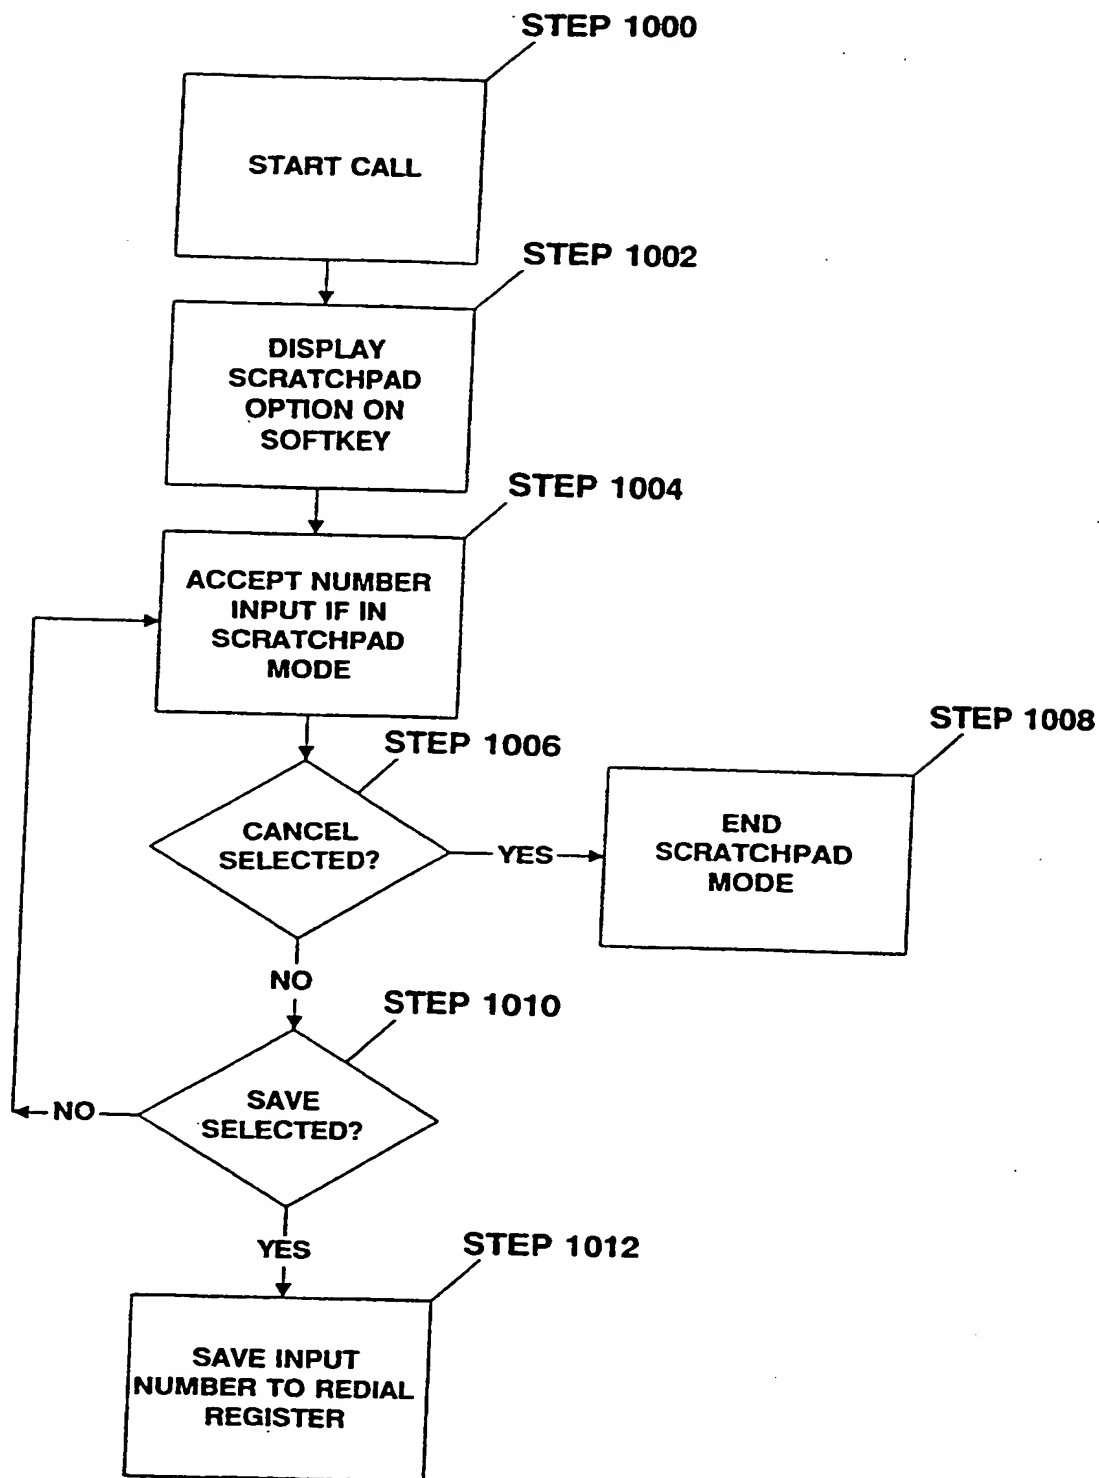 STEP 1000
START CALL
STEP 1002
DISPLAY
SCRATCHPAD
OPTION ON
SOFTKEY
STEP 1004
ACCEPT NUMBER
INPUT IF IN
SCRATCHPAD
MODE
STEP 1006
CANCEL
SELECTED?
YES
STEP 1008
END
SCRATCHPAD
MODE
NO
STEP 1010
SAVE
SELECTED?
NO
YES
STEP 1012
SAVE INPUT
NUMBER TO REDIAL
REGISTER